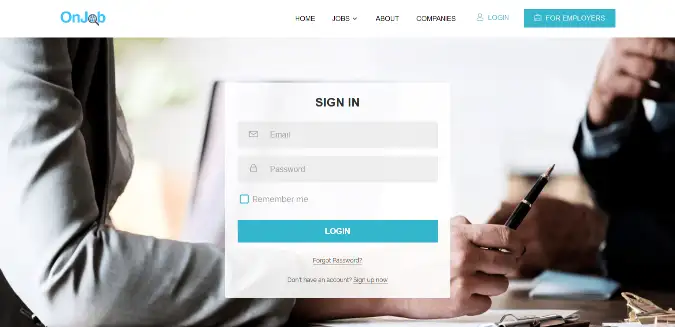 OnJob
HOME JOBS ABOUT COMPANIES LOGIN FOR EMPLOYERS
SIGN IN
Email
Password
Remember me
LOGIN
Forgot Password?
Don't have an account? Sign up now